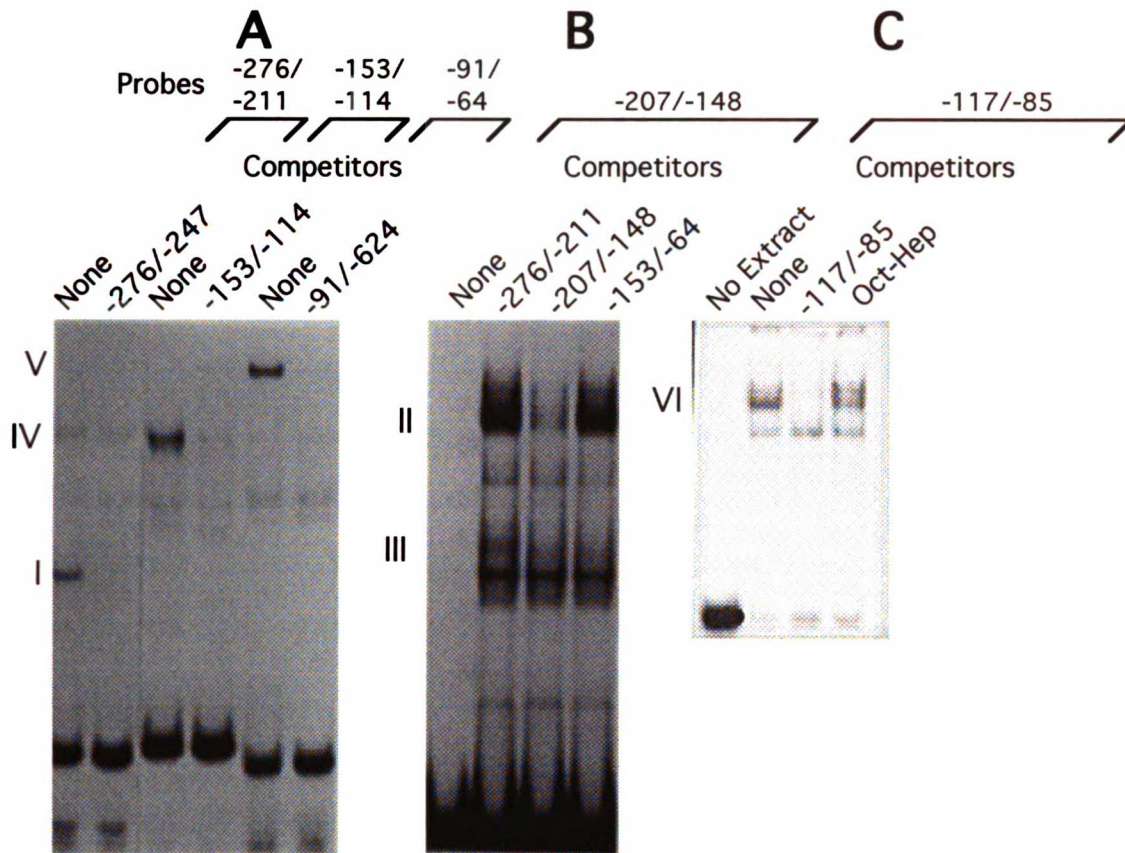 A B C
Probes
-276/
-211
-153/
-114
-91/
-64
-207/-148
-117/-85
Competitors
Competitors
Competitors
None
-276/-247
None
-153/-114
None
-91/-624
None
-276/-211
-207/-148
-153/-64
No Extract
None
-117/-85
Oct-Hep
V
IV
I
II
III
VI